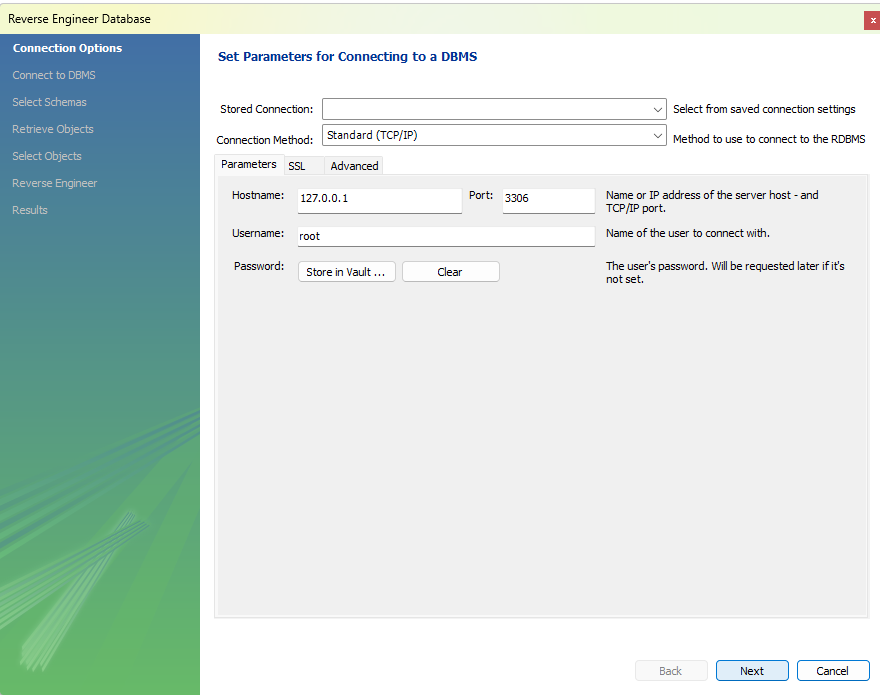 Reverse Engineer Database
x
Connection Options
Connect to DBMS
Select Schemas
Retrieve Objects
Select Objects
Reverse Engineer
Results
Set Parameters for Connecting to a DBMS
Stored Connection:
Select from saved connection settings
Connection Method: Standard (TCP/IP)
Method to use to connect to the RDBMS
Parameters SSL Advanced
Hostname: 127.0.0.1 Port: 3306
Name or IP address of the server host - and
TCP/IP port.
Username: root
Name of the user to connect with.
Password: Store in Vault ... Clear
The user's password. Will be requested later if it's
not set.
Back Next Cancel